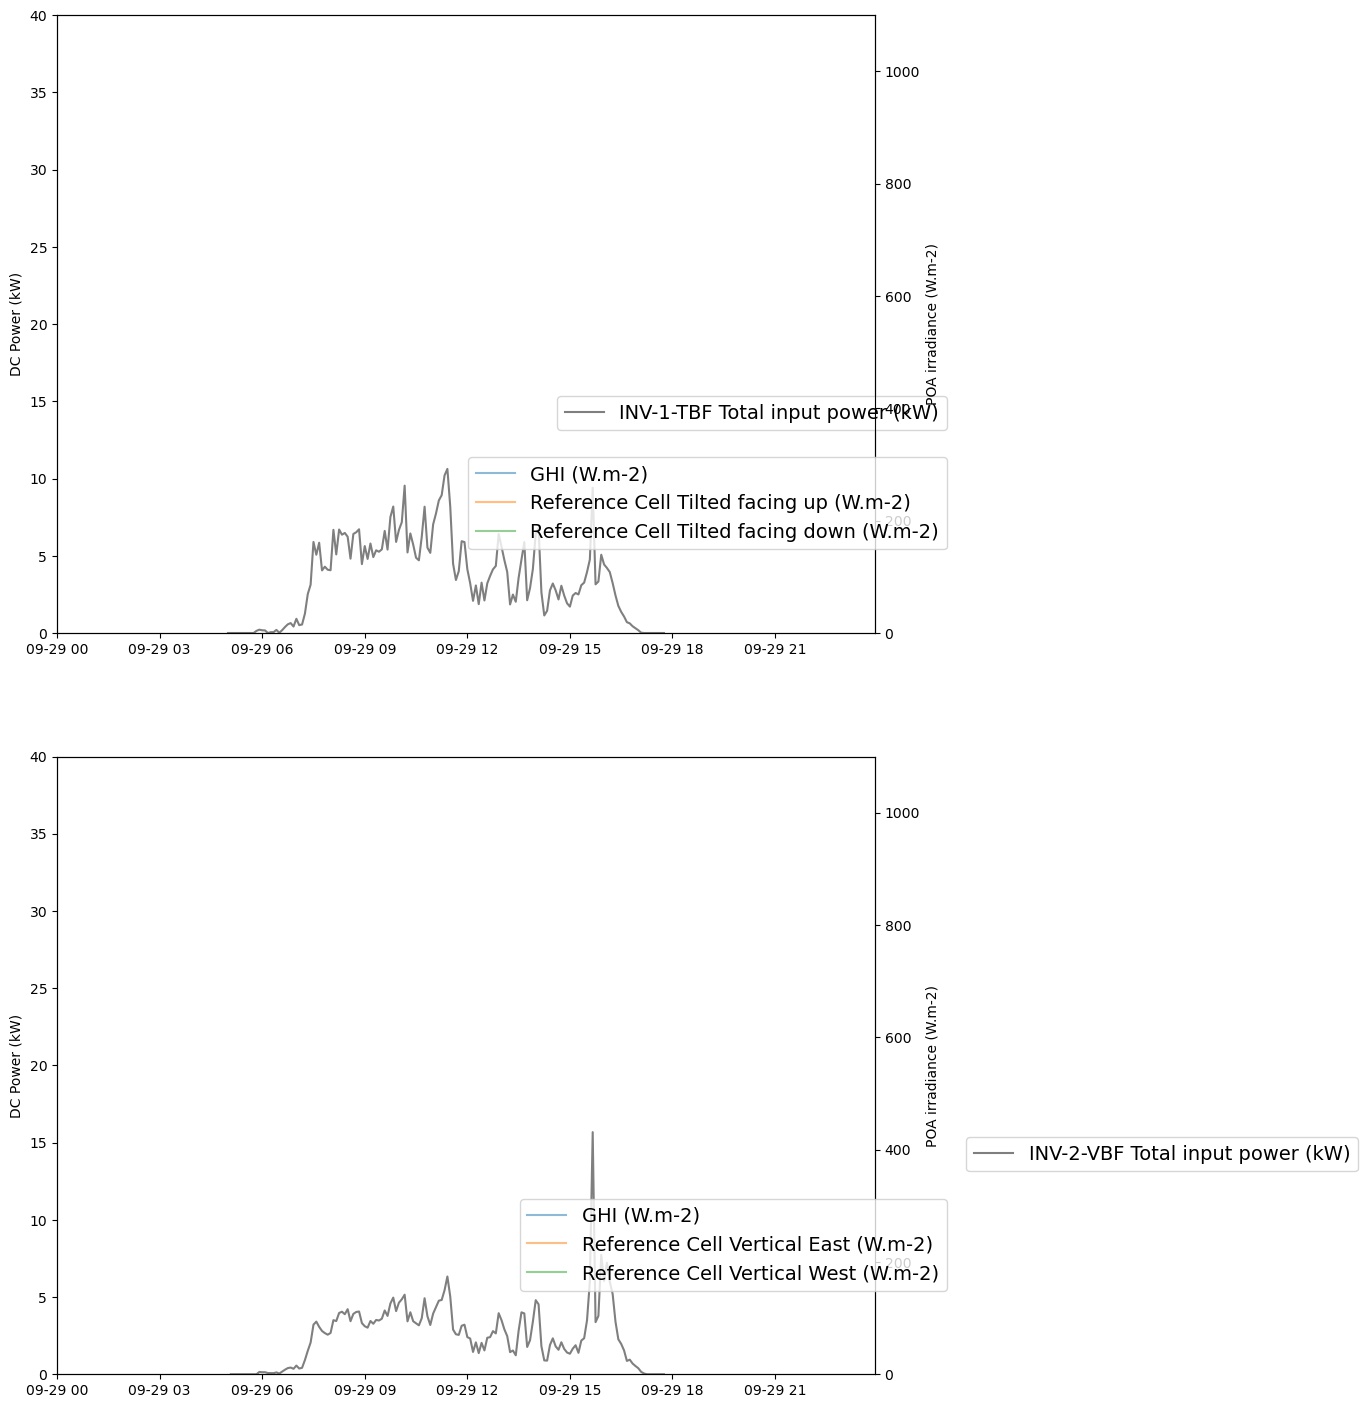 40
35
30
25
20
15
10
5
0
DC Power (kW)
1000
800
600
400
200
0
POA irradiance (W.m-2)
INV-1-TBF Total input power (kW)
GHI (W.m-2)
Reference Cell Tilted facing up (W.m-2)
Reference Cell Tilted facing down (W.m-2)
09-29 00 09-29 03 09-29 06 09-29 09 09-29 12 09-29 15 09-29 18 09-29 21
40
35
30
25
20
15
10
5
0
DC Power (kW)
1000
800
600
400
200
0
POA irradiance (W.m-2)
INV-2-VBF Total input power (kW)
GHI (W.m-2)
Reference Cell Vertical East (W.m-2)
Reference Cell Vertical West (W.m-2)
09-29 00 09-29 03 09-29 06 09-29 09 09-29 12 09-29 15 09-29 18 09-29 21